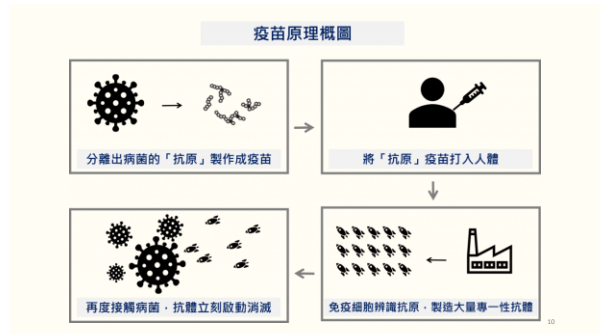 疫苗原理概圖
分離出病菌的「抗原」製作成疫苗
將「抗原」疫苗打入人體
再度接觸病菌，抗體立刻啟動消滅
免疫細胞辨識抗原，製造大量專一性抗體
10